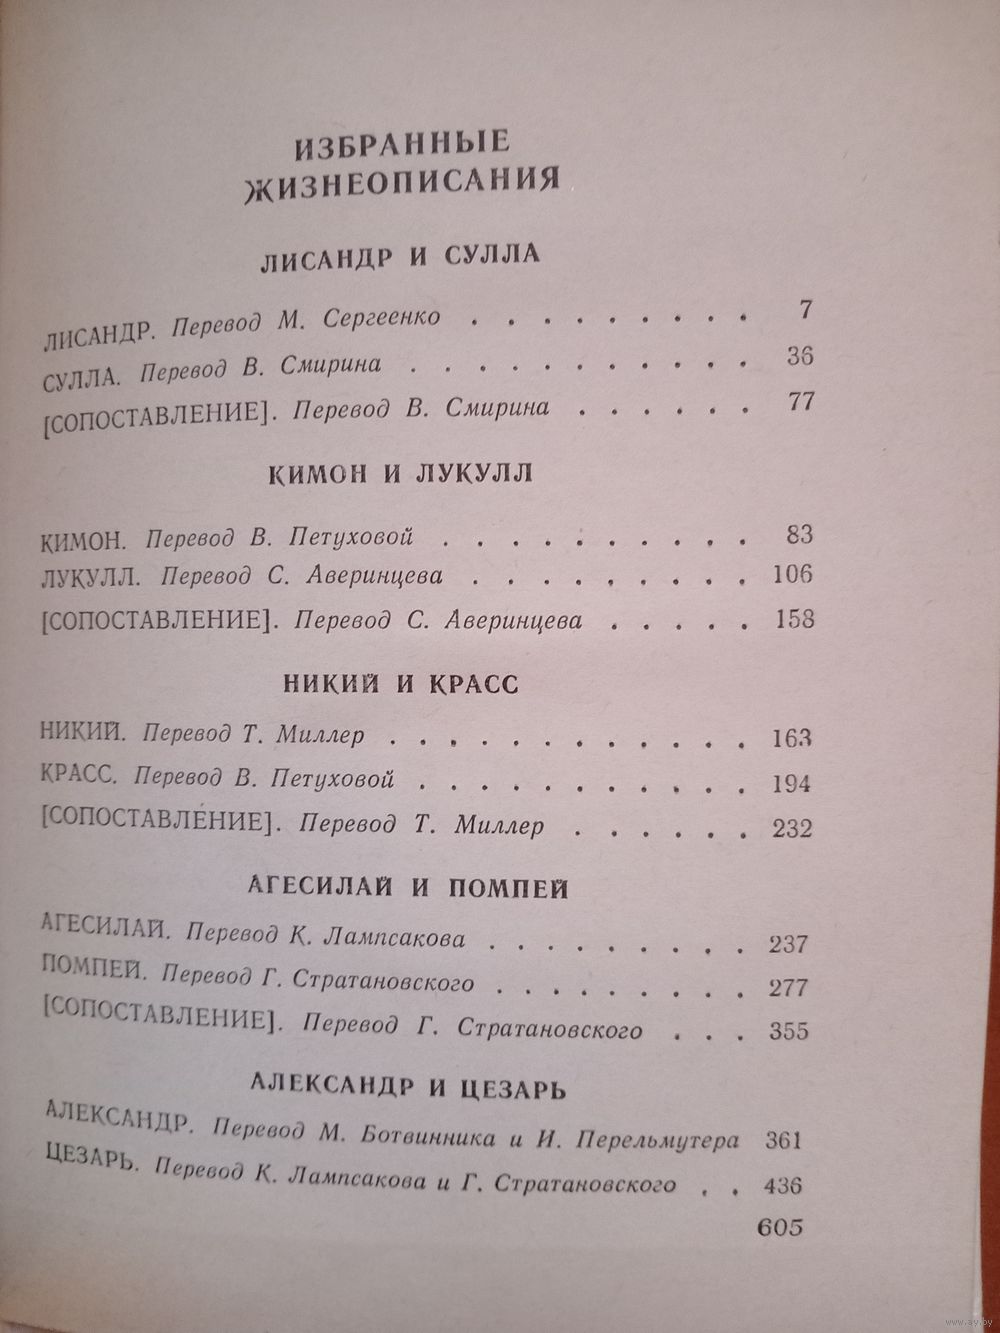 ИЗБРАННЫЕ
ЖИЗНЕОПИСАНИЯ
ЛИСАНДР И СУЛЛА
ЛИСАНДР. Перевод М. Сергеенко . . . . . . . . . 7
СУЛЛА. Перевод В. Смирина . . . . . . . . . . . 36
[СОПОСТАВЛЕНИЕ]. Перевод В. Смирина . . . . . . 77
КИМОН И ЛУКУЛЛ
КИМОН. Перевод В. Петуховой . . . . . . . . . . 83
ЛУКУЛЛ. Перевод С. Аверинцева . . . . . . . . . 106
[СОПОСТАВЛЕНИЕ]. Перевод С. Аверинцева . . . . . 158
НИКИЙ И КРАСС
НИКИЙ. Перевод Т. Миллер . . . . . . . . . . . . 163
КРАСС. Перевод В. Петуховой . . . . . . . . . . . 194
[СОПОСТАВЛЕНИЕ]. Перевод Т. Миллер . . . . . . 232
АГЕСИЛАЙ И ПОМПЕЙ
АГЕСИЛАЙ. Перевод К. Лампсакова . . . . . . . . . 237
ПОМПЕЙ. Перевод Г. Стратановского . . . . . . . . . 277
[СОПОСТАВЛЕНИЕ]. Перевод Г. Стратановского . . . 355
АЛЕКСАНДР И ЦЕЗАРЬ
АЛЕКСАНДР. Перевод М. Ботвинника и И. Перельмутера 361
ЦЕЗАРЬ. Перевод К. Лампсакова и Г. Стратановского . . 436
605
www.ay.by